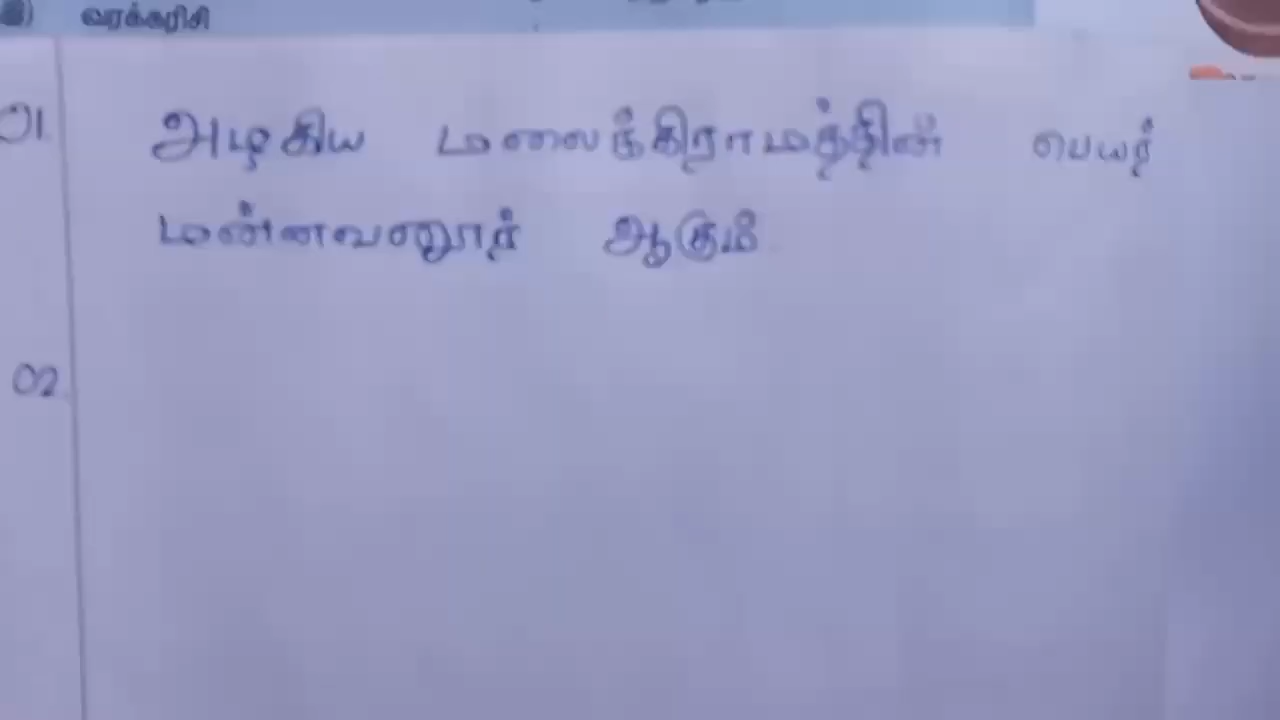 வரக்கரிசி
01. அழகிய மலைக்கிராமத்தின் பெயர்
மன்னவனூர் ஆகும்
02.